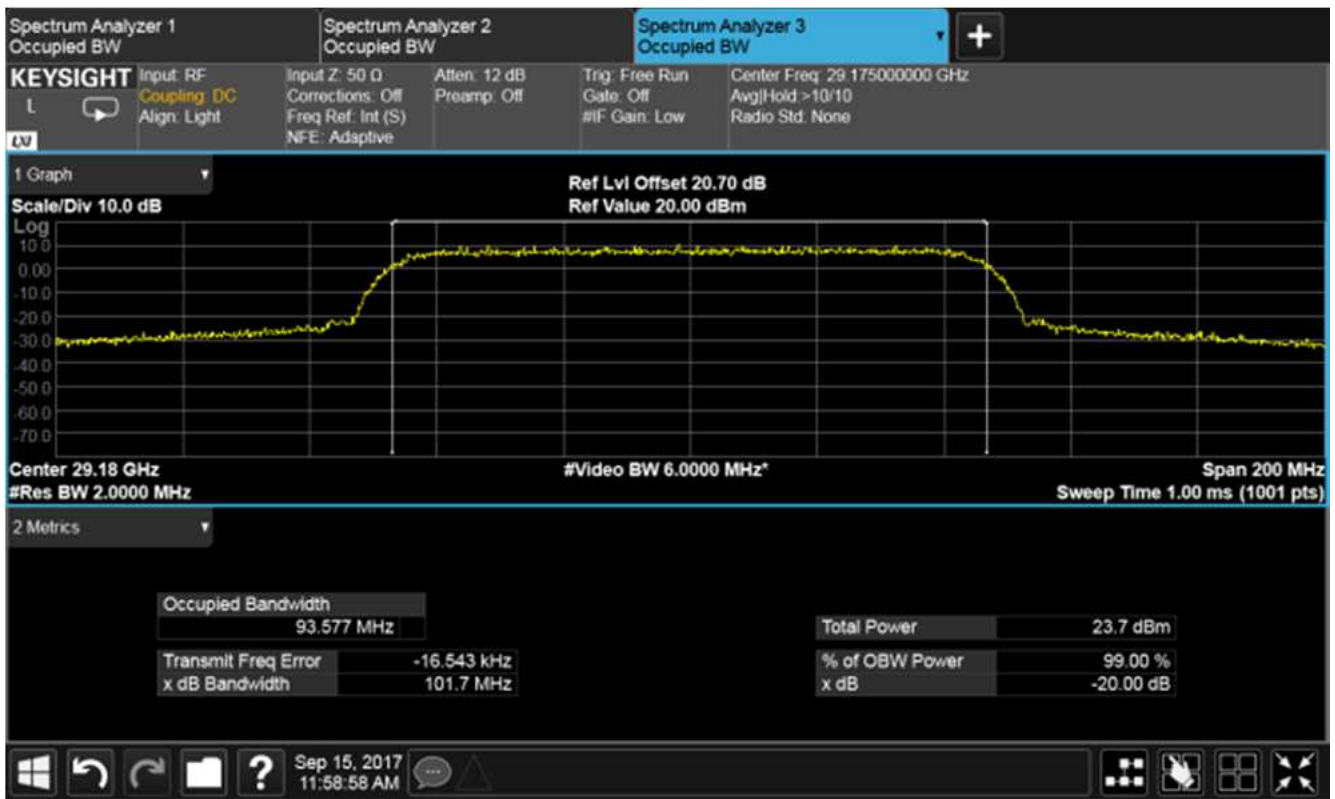 Spectrum Analyzer 1
Occupied BW
Spectrum Analyzer 2
Occupied BW
Spectrum Analyzer 3
Occupied BW
KEYSIGHT
L
LXI
Input: RF
Coupling: DC
Align: Light
Input Z: 50 Ω
Corrections: Off
Freq Ref: Int (S)
NFE: Adaptive
Atten: 12 dB
Preamp: Off
Trig: Free Run
Gate: Off
#IF Gain: Low
Center Freq: 29.175000000 GHz
Avg|Hold:>10/10
Radio Std: None
1 Graph
Scale/Div 10.0 dB
Ref Lvl Offset 20.70 dB
Ref Value 20.00 dBm
Log
10.0
0.00
-10.0
-20.0
-30.0
-40.0
-50.0
-60.0
-70.0
Center 29.18 GHz
#Res BW 2.0000 MHz
#Video BW 6.0000 MHz*
Span 200 MHz
Sweep Time 1.00 ms (1001 pts)
2 Metrics
Occupied Bandwidth
93.577 MHz
Transmit Freq Error -16.543 kHz
x dB Bandwidth 101.7 MHz
Total Power 23.7 dBm
% of OBW Power 99.00 %
x dB -20.00 dB
?
Sep 15, 2017
11:58:58 AM